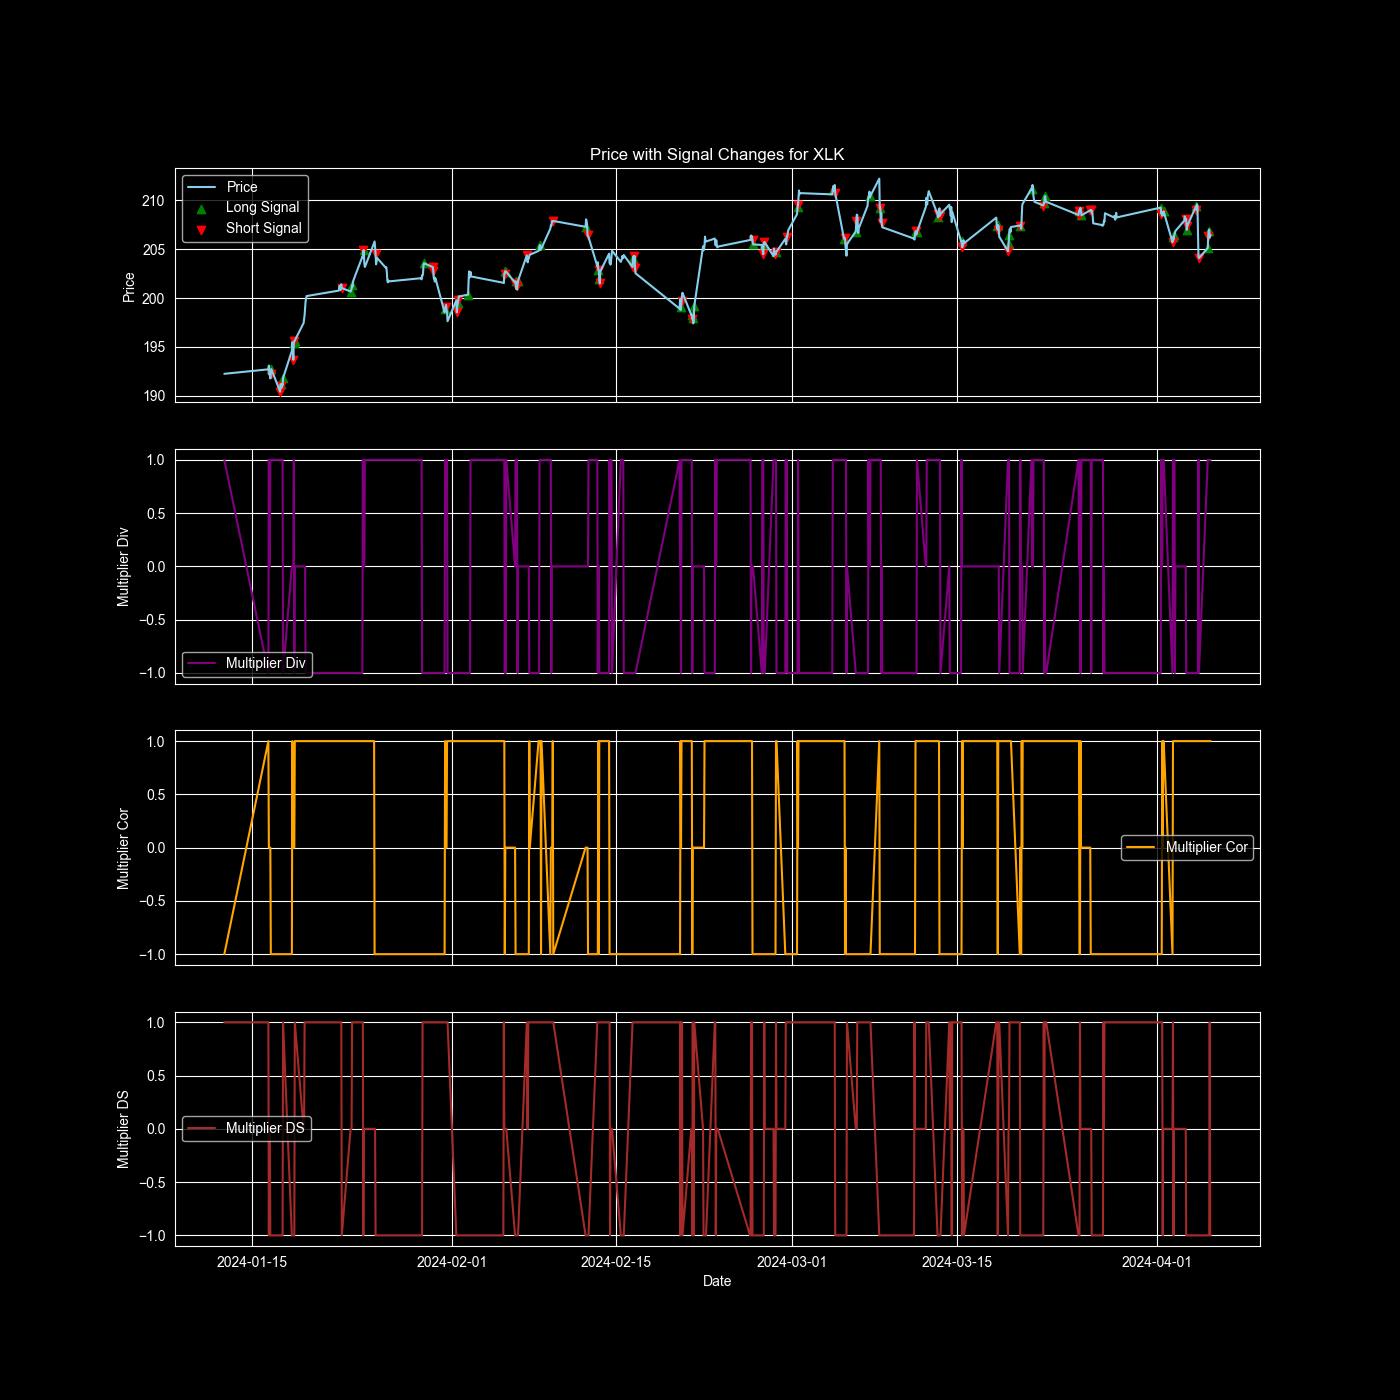 Price with Signal Changes for XLK
Price
Long Signal
Short Signal
210
205
200
195
190
Price
1.0
0.5
0.0
−0.5
−1.0
Multiplier Div
Multiplier Div
1.0
0.5
0.0
−0.5
−1.0
Multiplier Cor
Multiplier Cor
1.0
0.5
0.0
−0.5
−1.0
Multiplier DS
Multiplier DS
2024-01-15 2024-02-01 2024-02-15 2024-03-01 2024-03-15 2024-04-01
Date